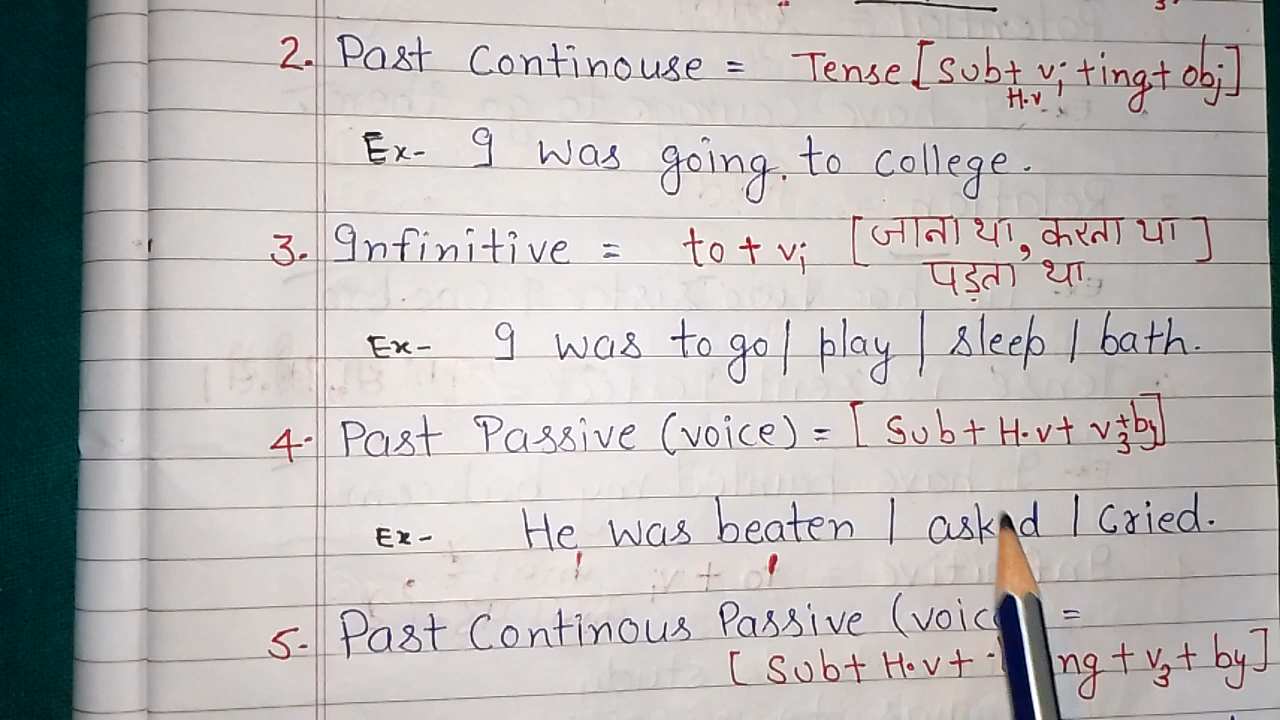 2. Past Continouse = Tense [Sub + v1 + ing + obj]
H.v
Ex- I was going to college.
3. Infinitive = to + v1 [जाना था, करना था]
पड़ता था
Ex- I was to go / play / sleep / bath.
4- Past Passive (voice) = [Sub + H.v + v3 + by]
Ex- He was beaten / asked / cried.
5- Past Continous Passive (voice =
[Sub + H.v + ng + v3 + by]